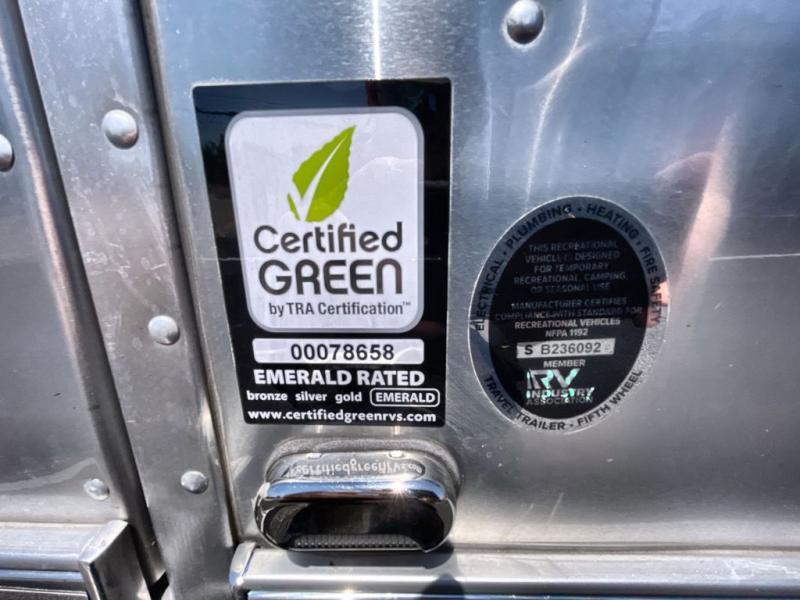 Certified
GREEN
by TRA Certification™
00078658
EMERALD RATED
bronze silver gold EMERALD
www.certifiedgreenrvs.com
certifiedgreenrvs.com
ELECTRICAL · PLUMBING · HEATING · FIRE SAFETY
THIS RECREATIONAL
VEHICLE IS DESIGNED
FOR TEMPORARY
RECREATIONAL, CAMPING,
OR SEASONAL USE
MANUFACTURER CERTIFIES
COMPLIANCE WITH STANDARD FOR
RECREATIONAL VEHICLES
NFPA 1192
S B236092
MEMBER
RV
INDUSTRY
ASSOCIATION
TRAVEL TRAILER · FIFTH WHEEL